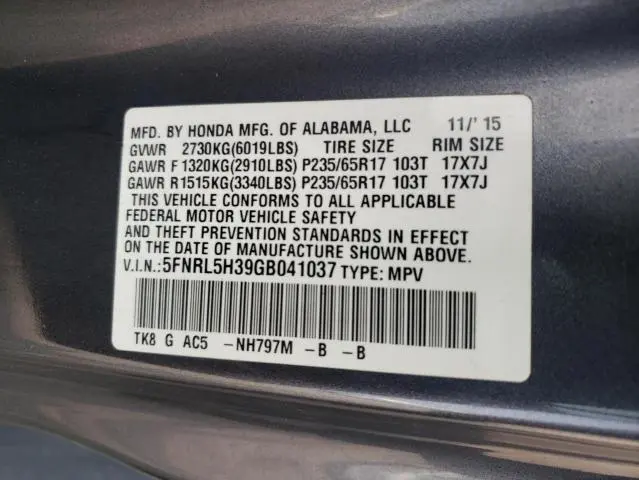 MFD. BY HONDA MFG. OF ALABAMA, LLC 11/' 15
GVWR 2730KG(6019LBS) TIRE SIZE RIM SIZE
GAWR F 1320KG(2910LBS) P235/65R17 103T 17X7J
GAWR R1515KG(3340LBS) P235/65R17 103T 17X7J
THIS VEHICLE CONFORMS TO ALL APPLICABLE
FEDERAL MOTOR VEHICLE SAFETY
AND THEFT PREVENTION STANDARDS IN EFFECT
ON THE DATE OF MANUFACTURE SHOWN ABOVE.
V.I.N.: 5FNRL5H39GB041037 TYPE: MPV
TK8 G AC5 -NH797M -B -B